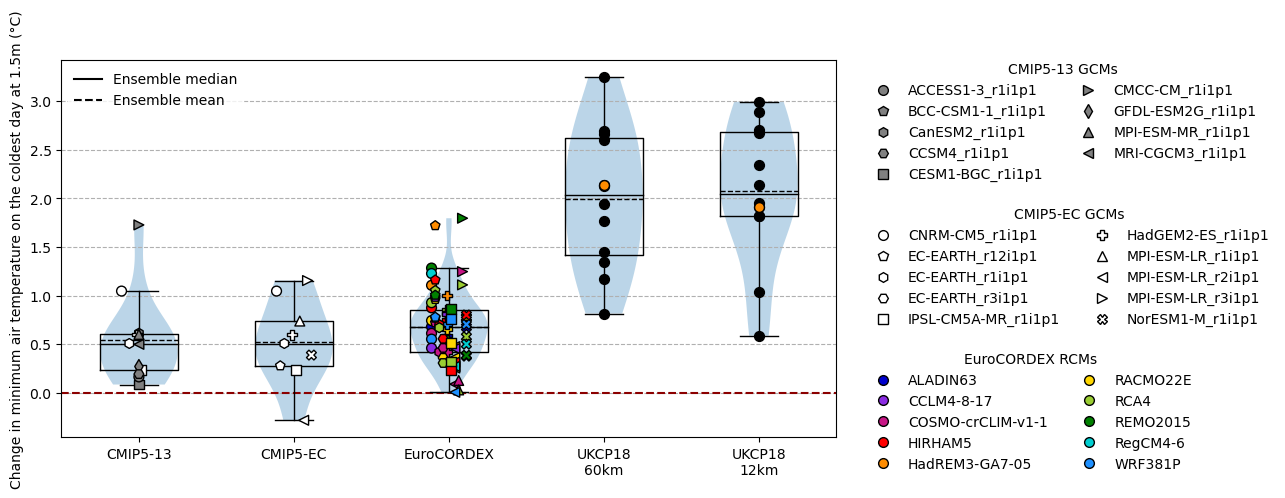 Change in minimum air temperature on the coldest day at 1.5m (°C)
Ensemble median
Ensemble mean
3.0
2.5
2.0
1.5
1.0
0.5
0.0
CMIP5-13
CMIP5-EC
EuroCORDEX
UKCP18
60km
UKCP18
12km
CMIP5-13 GCMs
ACCESS1-3_r1i1p1
BCC-CSM1-1_r1i1p1
CanESM2_r1i1p1
CCSM4_r1i1p1
CESM1-BGC_r1i1p1
CMCC-CM_r1i1p1
GFDL-ESM2G_r1i1p1
MPI-ESM-MR_r1i1p1
MRI-CGCM3_r1i1p1
CMIP5-EC GCMs
CNRM-CM5_r1i1p1
EC-EARTH_r12i1p1
EC-EARTH_r1i1p1
EC-EARTH_r3i1p1
IPSL-CM5A-MR_r1i1p1
HadGEM2-ES_r1i1p1
MPI-ESM-LR_r1i1p1
MPI-ESM-LR_r2i1p1
MPI-ESM-LR_r3i1p1
NorESM1-M_r1i1p1
EuroCORDEX RCMs
ALADIN63
CCLM4-8-17
COSMO-crCLIM-v1-1
HIRHAM5
HadREM3-GA7-05
RACMO22E
RCA4
REMO2015
RegCM4-6
WRF381P